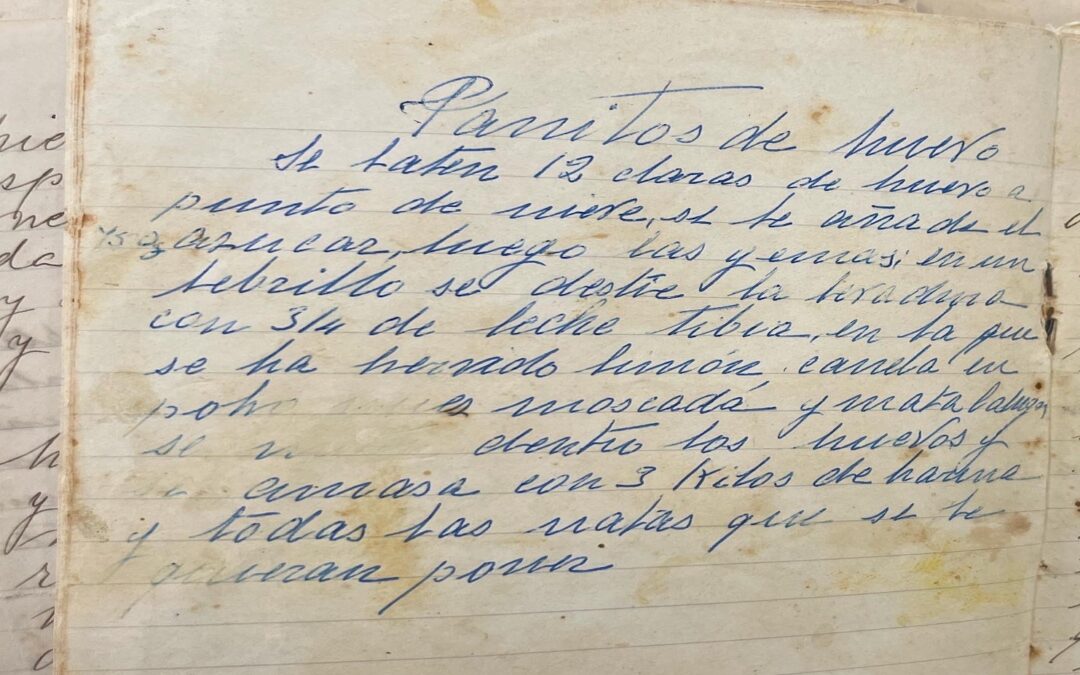 Panitos de huevo
Se baten 12 claras de huevo a
punto de nieve, se le añade el
azucar, luego las yemas; en un
lebrillo se deslie la levadura
con 3/4 de leche tibia, en la que
se ha hervido limón, canela en
moscada y matalahuga,
se dentro los huevos y
amasa con 3 Kilos de harina
y todas las natas que se le
quieran poner